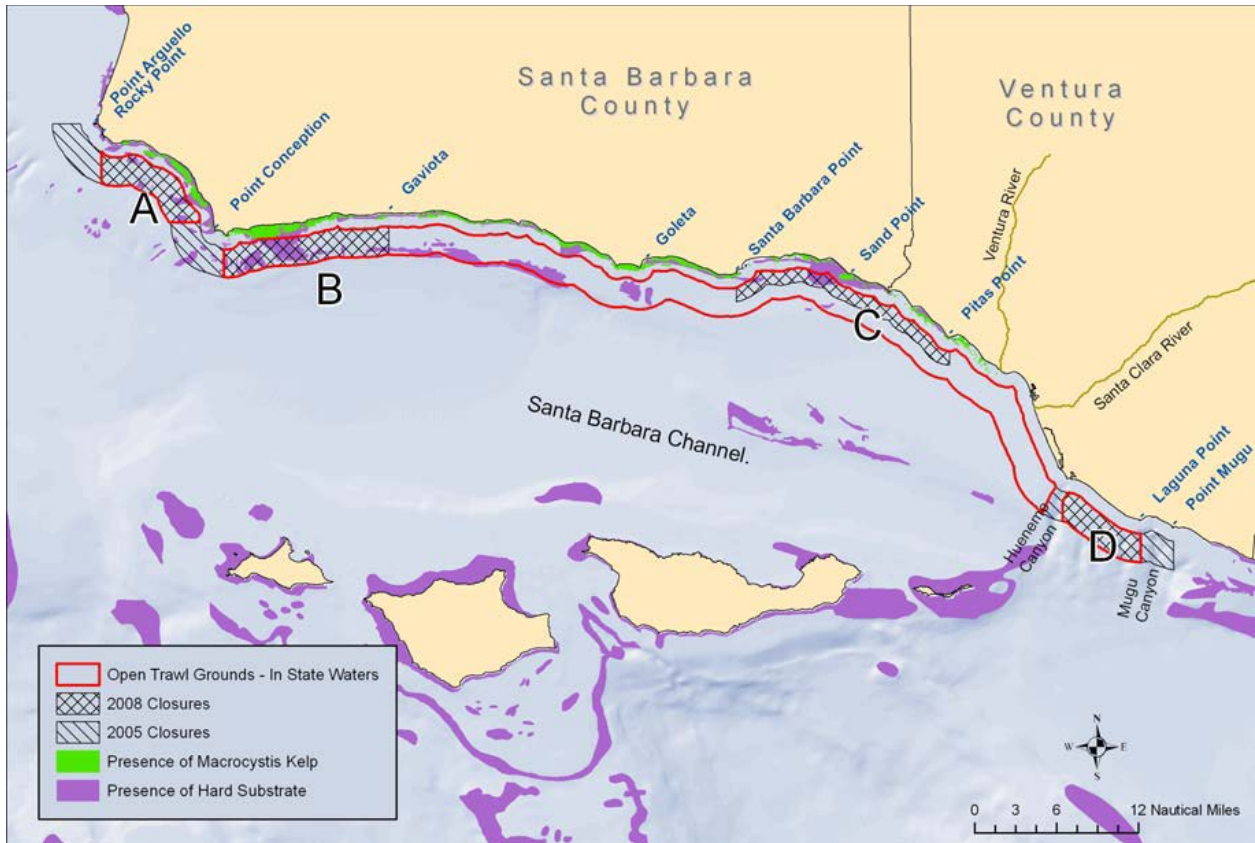 Point Arguello
Rocky Point
Point Conception
Gaviota
Santa Barbara
County
Goleta
Santa Barbara Point
Sand Point
Ventura
County
Ventura River
Pitas Point
Santa Clara River
Laguna Point
Point Mugu
A
B
C
D
Santa Barbara Channel.
Hueneme
Canyon
Mugu
Canyon
Open Trawl Grounds - In State Waters
2008 Closures
2005 Closures
Presence of Macrocystis Kelp
Presence of Hard Substrate
N
W E
S
0 3 6 12 Nautical Miles